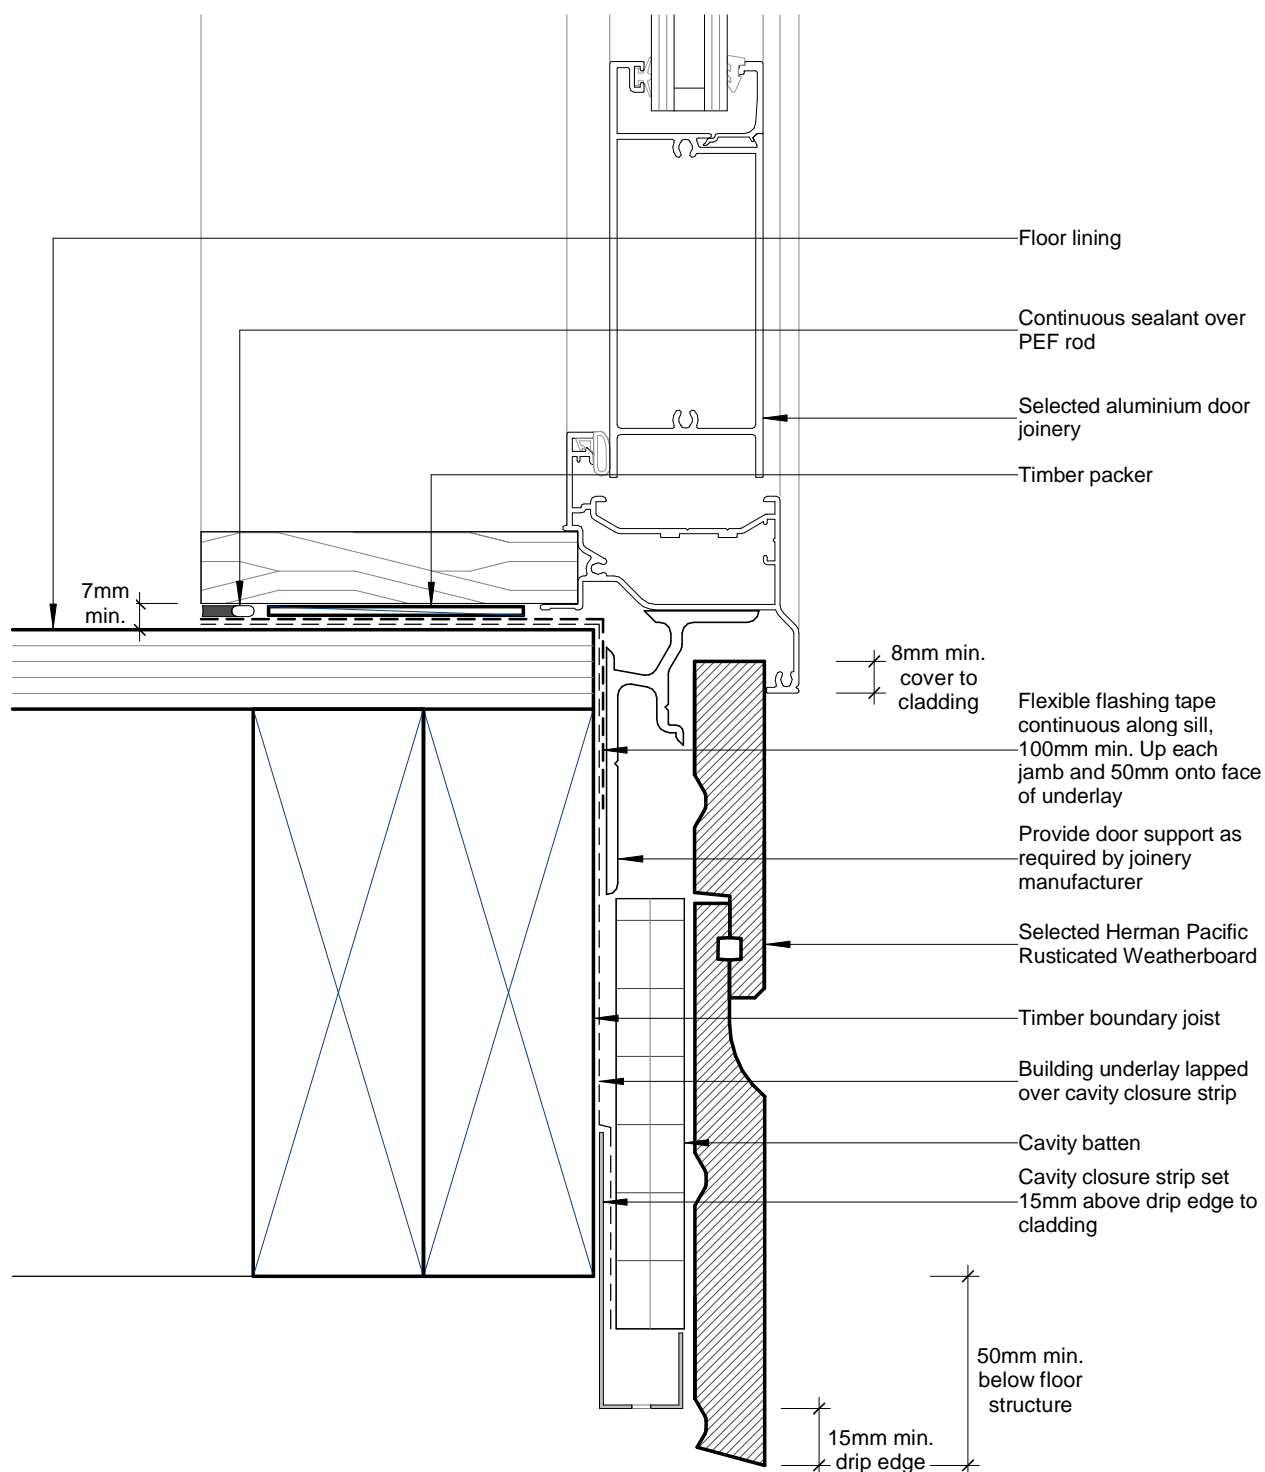 Floor lining
Continuous sealant over
PEF rod
Selected aluminium door
joinery
Timber packer
7mm
min.
8mm min.
cover to
cladding
Flexible flashing tape
continuous along sill,
100mm min. Up each
jamb and 50mm onto face
of underlay
Provide door support as
required by joinery
manufacturer
Selected Herman Pacific
Rusticated Weatherboard
Timber boundary joist
Building underlay lapped
over cavity closure strip
Cavity batten
Cavity closure strip set
15mm above drip edge to
cladding
50mm min.
below floor
structure
15mm min.
drip edge